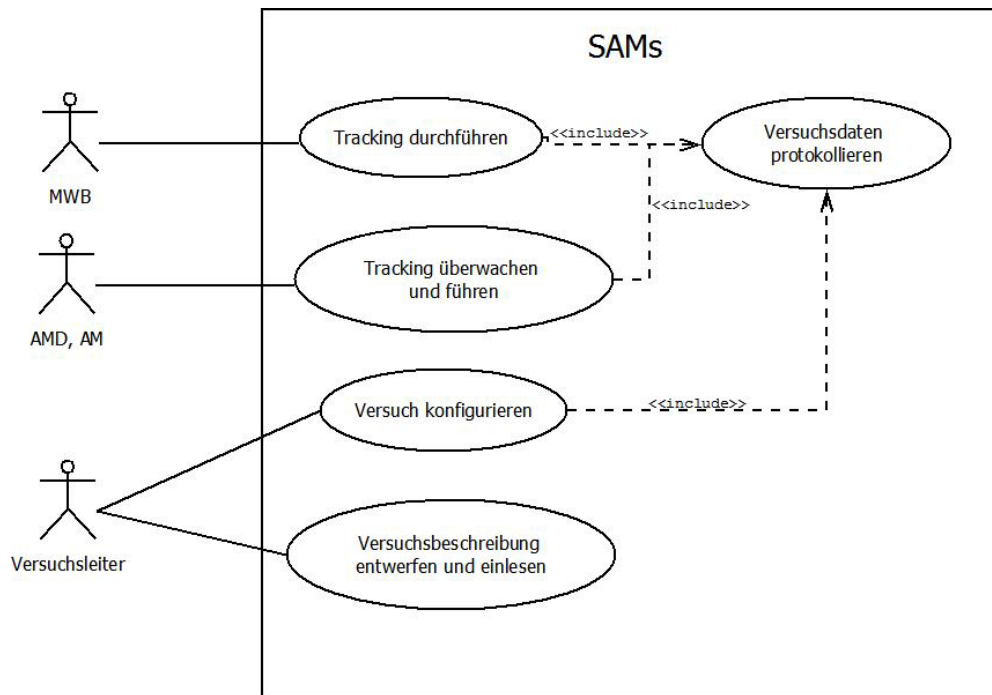 SAMs
MWB
Tracking durchführen
<<include>>
Versuchsdaten
protokollieren
<<include>>
AMD, AM
Tracking überwachen
und führen
Versuch konfigurieren
<<include>>
Versuchsleiter
Versuchsbeschreibung
entwerfen und einlesen